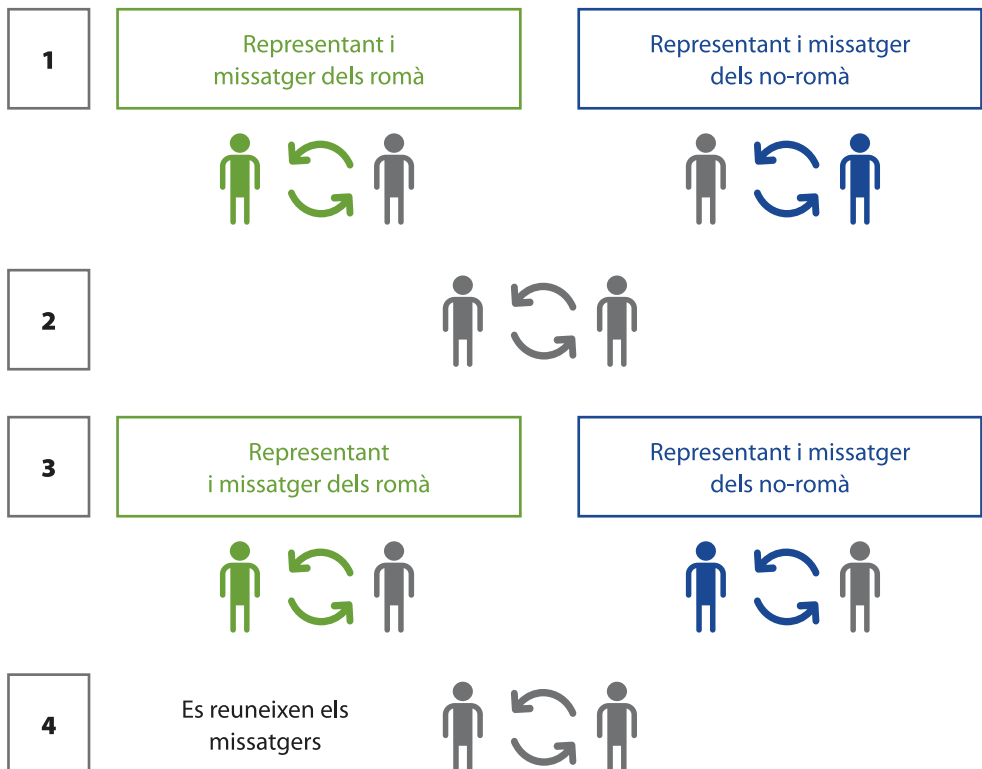 1
Representant i
missatger dels romà
Representant i missatger
dels no-romà
2
3
Representant
i missatger dels romà
Representant i missatger
dels no-romà
4
Es reuneixen els
missatgers